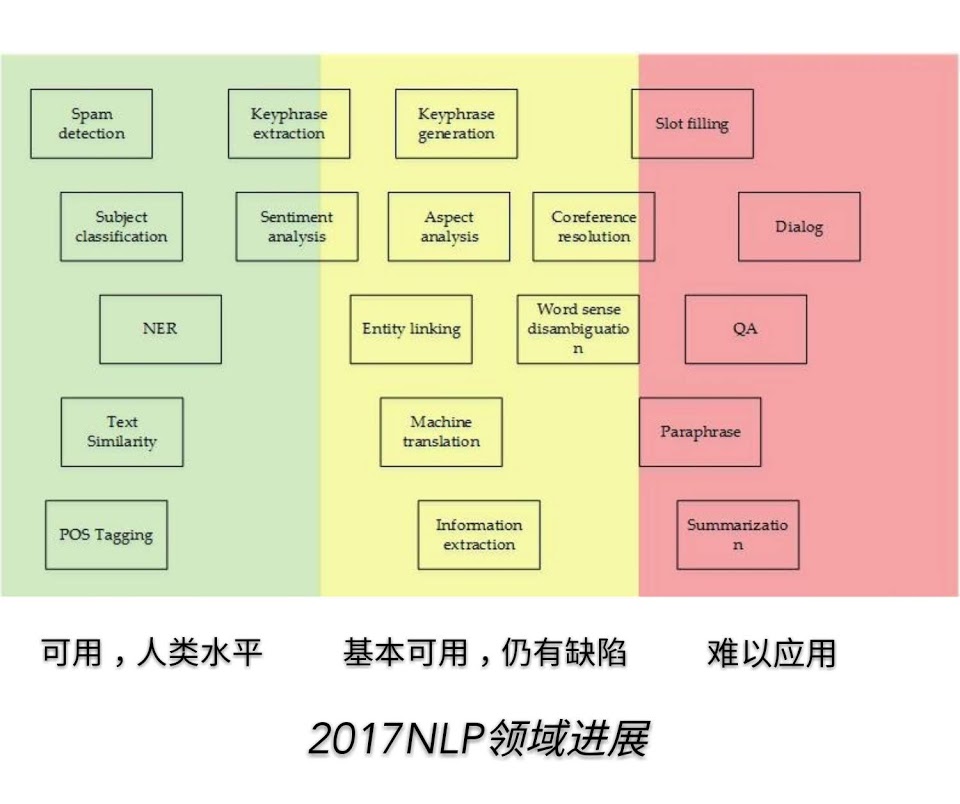 Spam
detection
Keyphrase
extraction
Keyphrase
generation
Slot filling
Subject
classification
Sentiment
analysis
Aspect
analysis
Coreference
resolution
Dialog
NER
Entity linking
Word sense
disambiguatio
n
QA
Text
Similarity
Machine
translation
Paraphrase
POS Tagging
Information
extraction
Summarizatio
n
可用，人类水平
基本可用，仍有缺陷
难以应用
2017NLP领域进展